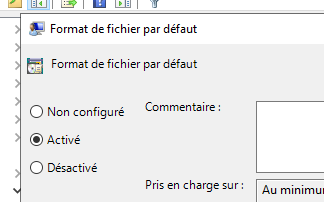 Format de fichier par défaut
Format de fichier par défaut
Non configuré
Commentaire :
Activé
Désactivé
Pris en charge sur :
Au minimum